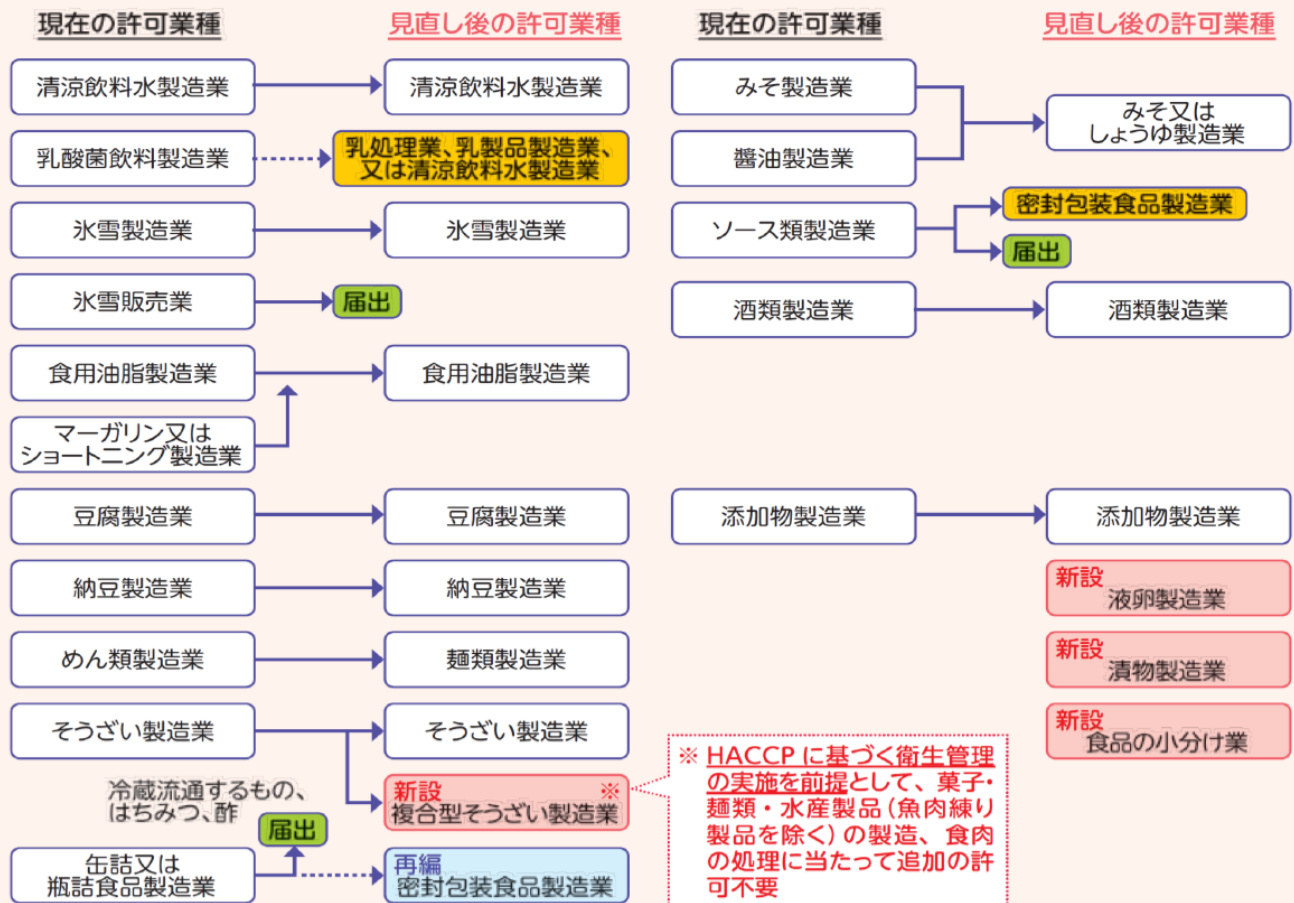 現在の許可業種
見直し後の許可業種
清涼飲料水製造業
清涼飲料水製造業
乳酸菌飲料製造業
乳処理業、乳製品製造業、
又は清涼飲料水製造業
氷雪製造業
氷雪製造業
氷雪販売業
届出
食用油脂製造業
食用油脂製造業
マーガリン又は
ショートニング製造業
豆腐製造業
豆腐製造業
納豆製造業
納豆製造業
めん類製造業
麺類製造業
そうざい製造業
そうざい製造業
新設 ※
複合型そうざい製造業
冷蔵流通するもの、
はちみつ、酢
届出
缶詰又は
瓶詰食品製造業
再編
密封包装食品製造業
現在の許可業種
見直し後の許可業種
みそ製造業
みそ又は
しょうゆ製造業
醬油製造業
ソース類製造業
密封包装食品製造業
届出
酒類製造業
酒類製造業
添加物製造業
添加物製造業
新設
液卵製造業
新設
漬物製造業
新設
食品の小分け業
※ HACCP に基づく衛生管理
の実施を前提として、菓子・
麺類・水産製品(魚肉練り
製品を除く)の製造、食肉
の処理に当たって追加の許
可不要